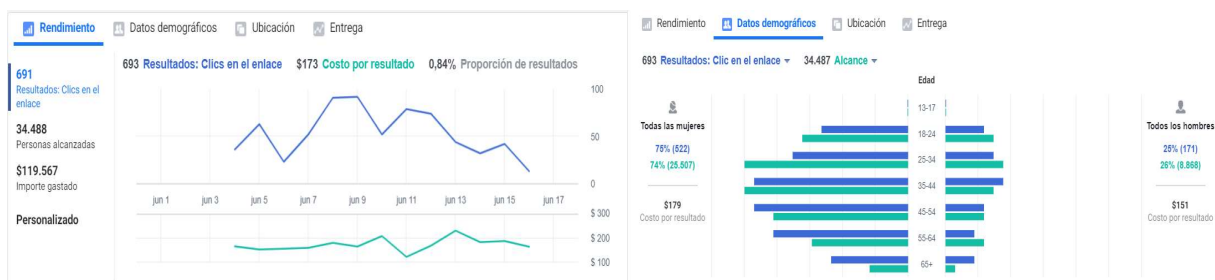 Rendimiento Datos demográficos Ubicación Entrega
691
Resultados: Clics en el
enlace
34.488
Personas alcanzadas
$119.567
Importe gastado
Personalizado
693 Resultados: Clics en el enlace $173 Costo por resultado 0,84% Proporción de resultados
100
50
0
jun 1 jun 3 jun 5 jun 7 jun 9 jun 11 jun 13 jun 15 jun 17
$ 300
$ 200
$ 100
Rendimiento Datos demográficos Ubicación Entrega
693 Resultados: Clic en el enlace 34.487 Alcance
Edad
Todas las mujeres
75% (522)
74% (25.507)
$179
Costo por resultado
13-17
18-24
25-34
35-44
45-54
55-64
65+
Todos los hombres
25% (171)
26% (8.868)
$151
Costo por resultado